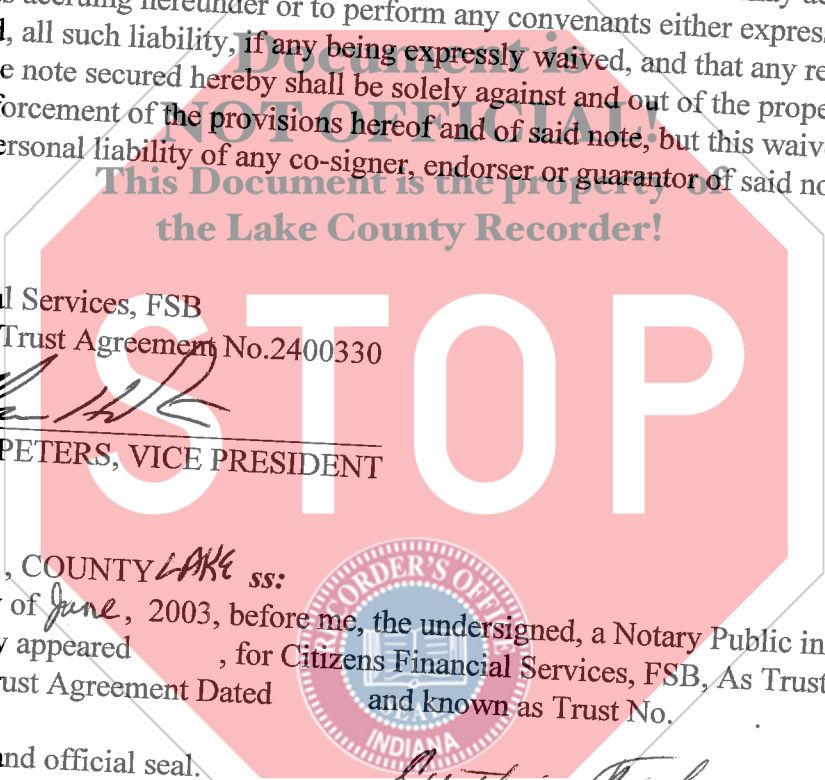 accruing hereunder or to perform any convenants either express
, all such liability, if any being expressly waived, and that any re
e note secured hereby shall be solely against and out of the prope
forcement of the provisions hereof and of said note, but this waiv
ersonal liability of any co-signer, endorser or guarantor of said no
Document is
NOT OFFICIAL!
This Document is the property of
the Lake County Recorder!
STOP
l Services, FSB
Trust Agreement No.2400330
PETERS, VICE PRESIDENT
, COUNTY LAKE ss:
of June, 2003, before me, the undersigned, a Notary Public in
appeared , for Citizens Financial Services, FSB, As Trust
rust Agreement Dated and known as Trust No. .
and official seal.
RECORDER'S OFFICE
SEAL
INDIANA